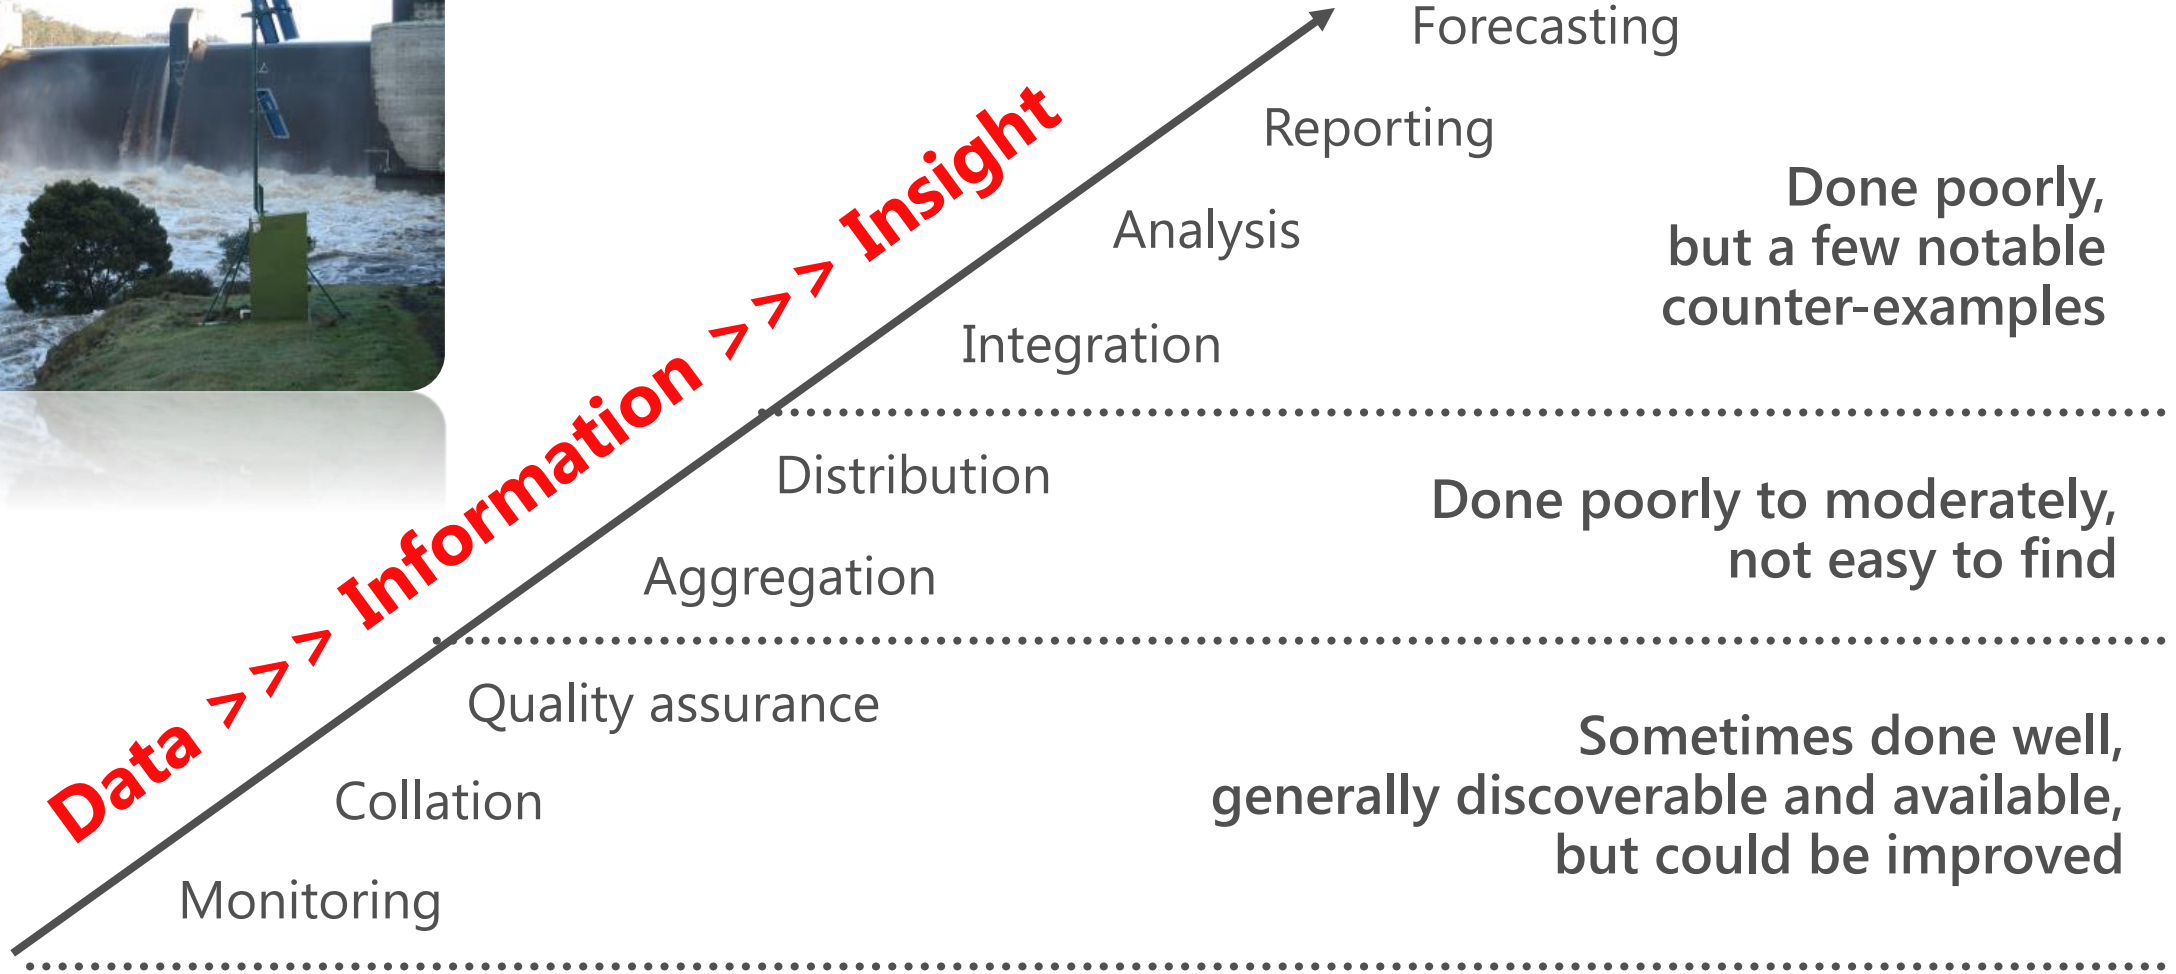 Forecasting
Reporting
Analysis
Integration
Done poorly,
but a few notable
counter-examples
Data >>> Information >>> Insight
Distribution
Aggregation
Done poorly to moderately,
not easy to find
Quality assurance
Collation
Monitoring
Sometimes done well,
generally discoverable and available,
but could be improved